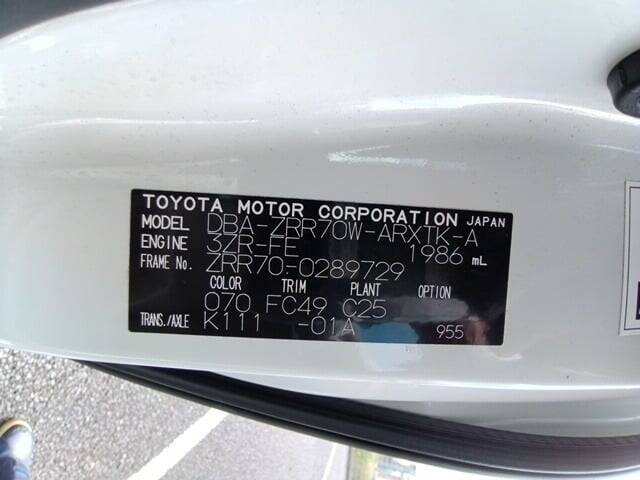 TOYOTA MOTOR CORPORATION JAPAN
MODEL DBA-ZRR70W-ARXTK-A
ENGINE 3ZR-FE 1986 mL
FRAME No. ZRR70-0289729
COLOR TRIM PLANT OPTION
070 FC49 C25
TRANS./AXLE K111 -01A 955